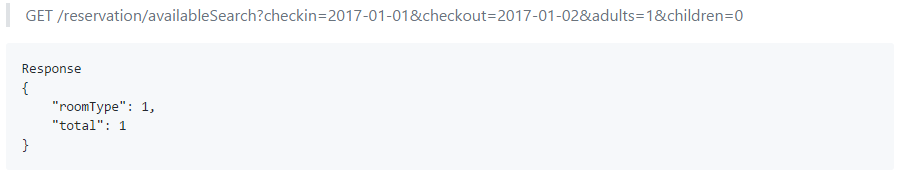 GET /reservation/availableSearch?checkin=2017-01-01&checkout=2017-01-02&adults=1&children=0
Response
{
    "roomType": 1,
    "total": 1
}